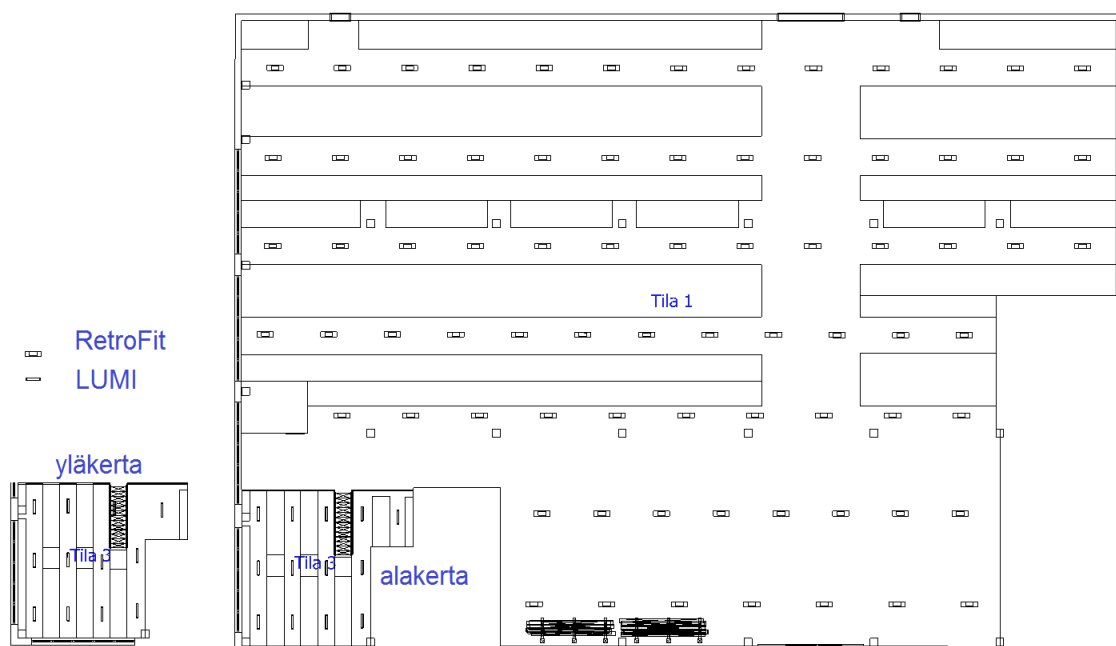 Tila 1
RetroFit
LUMI
yläkerta
Tila 3
Tila 3
alakerta